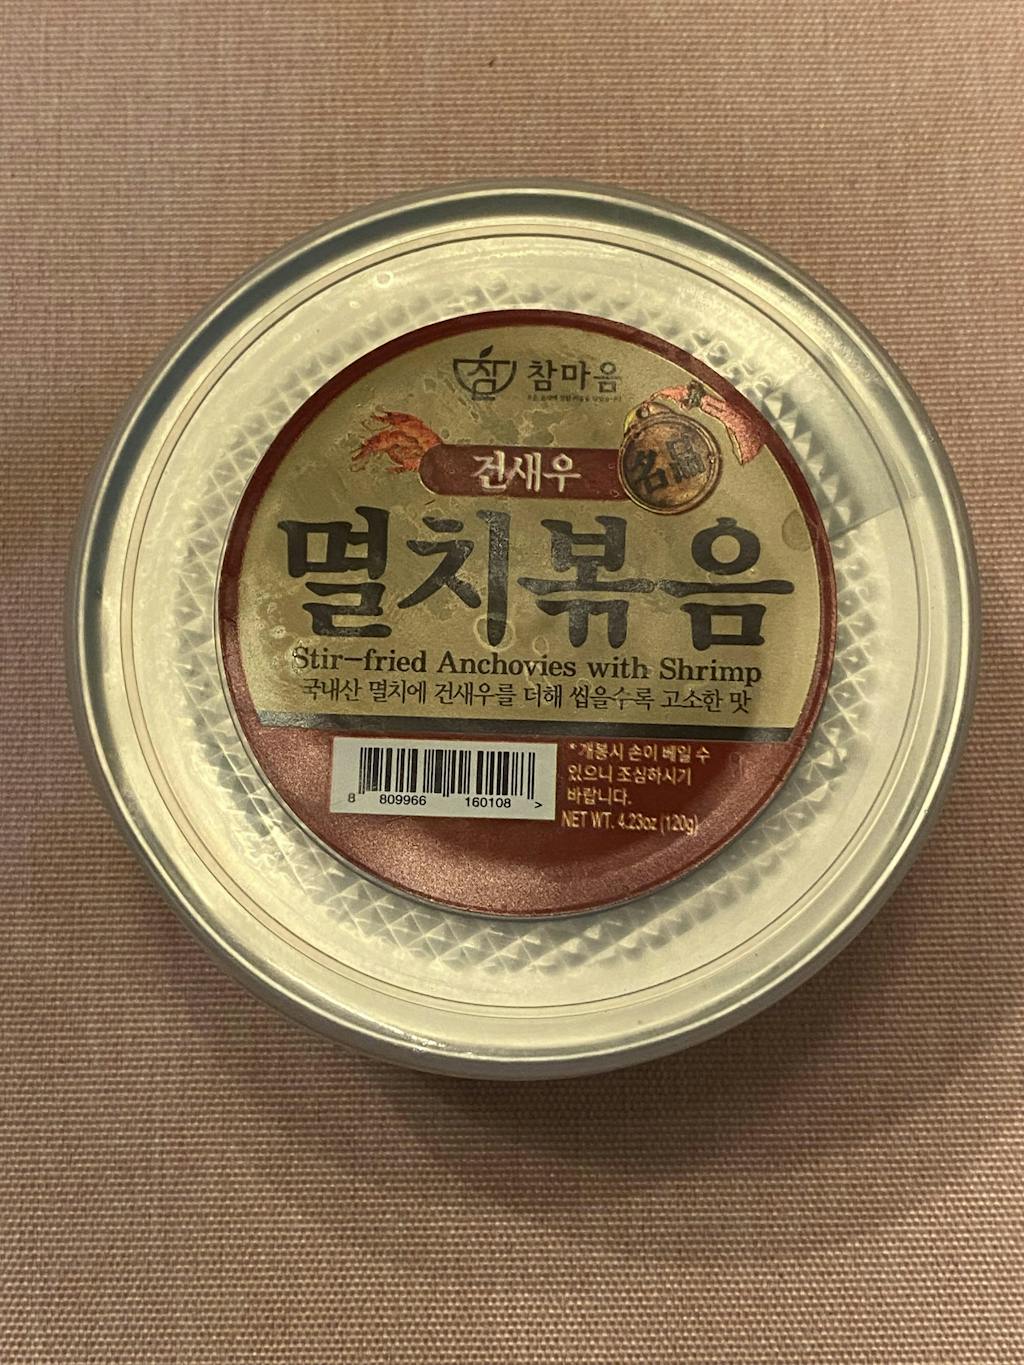 참 참마음
건새우
名品
멸치볶음
Stir-fried Anchovies with Shrimp
국내산 멸치에 건새우를 더해 씹을수록 고소한 맛
8 809966 160108 >
* 개봉시 손이 베일 수
있으니 조심하시기
바랍니다.
NET WT. 4.23oz (120g)